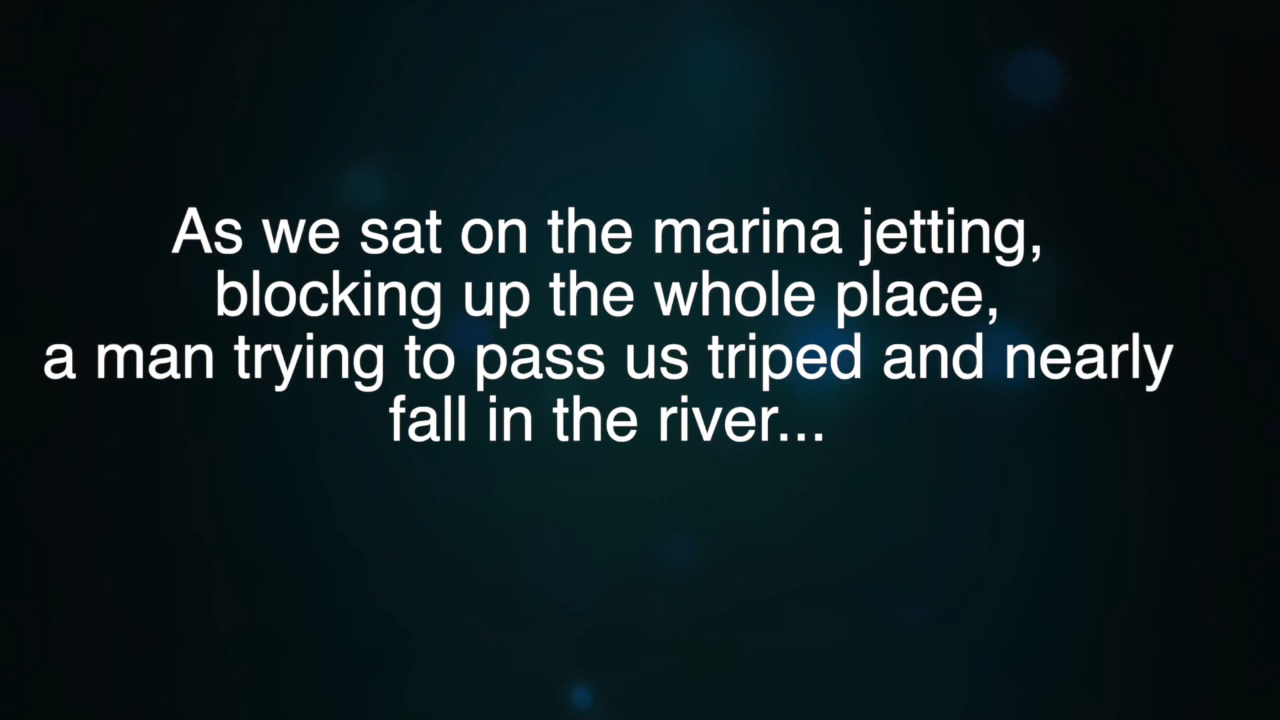 As we sat on the marina jetting,
blocking up the whole place,
a man trying to pass us triped and nearly
fall in the river...